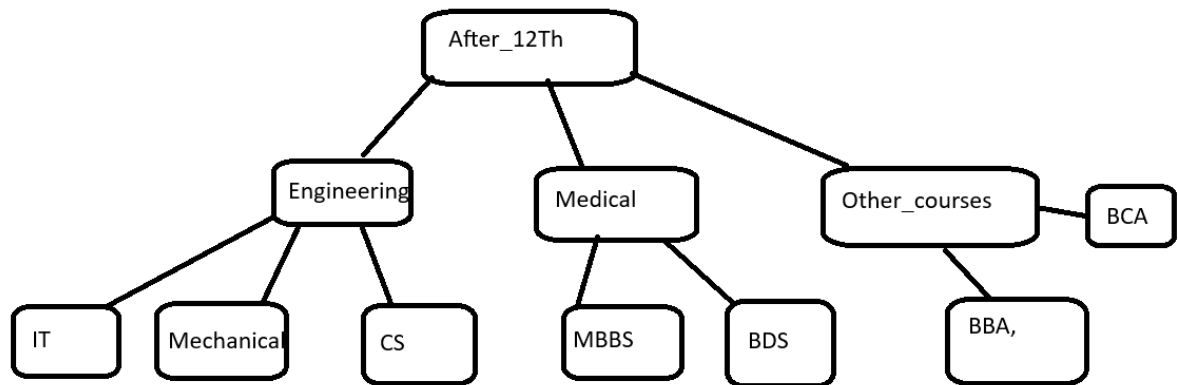 After_12Th
Engineering
Medical
Other_courses
BCA
IT
Mechanical
CS
MBBS
BDS
BBA,